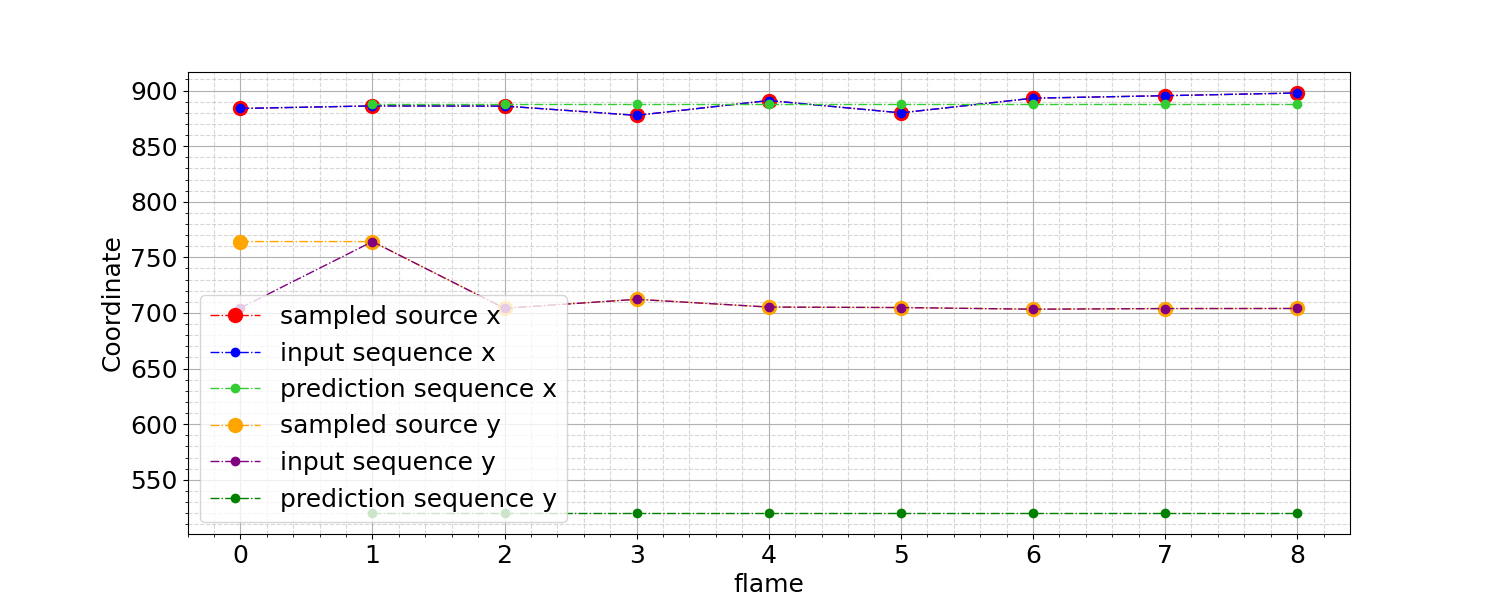 900
850
800
750
700
650
600
550
Coordinate
sampled source x
input sequence x
prediction sequence x
sampled source y
input sequence y
prediction sequence y
0 1 2 3 4 5 6 7 8
flame